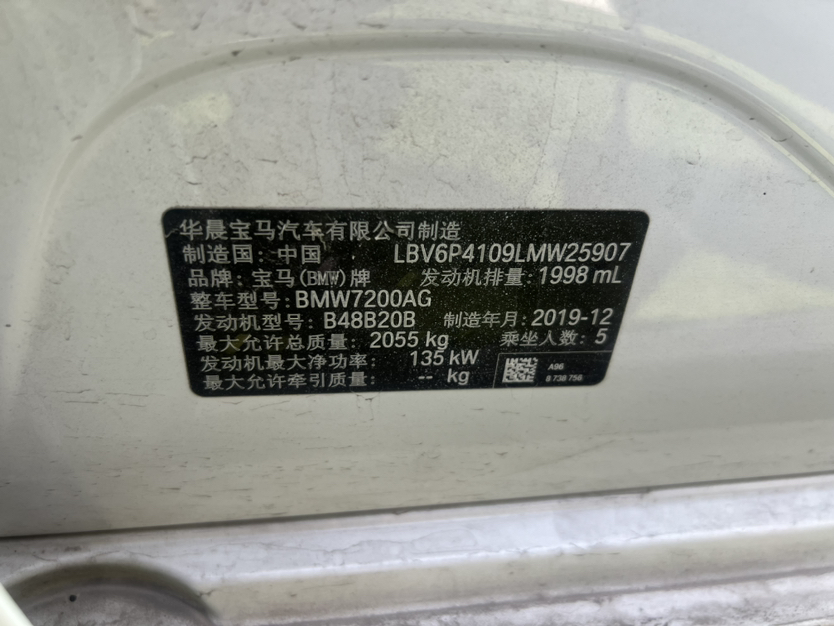 华晨宝马汽车有限公司制造
制造国: 中国 LBV6P4109LMW25907
品牌: 宝马(BMW)牌 发动机排量: 1998 mL
整车型号: BMW7200AG
发动机型号: B48B20B 制造年月: 2019-12
最大允许总质量: 2055 kg 乘坐人数: 5
发动机最大净功率: 135 kW
最大允许牵引质量: -- kg
A96
8 738 756